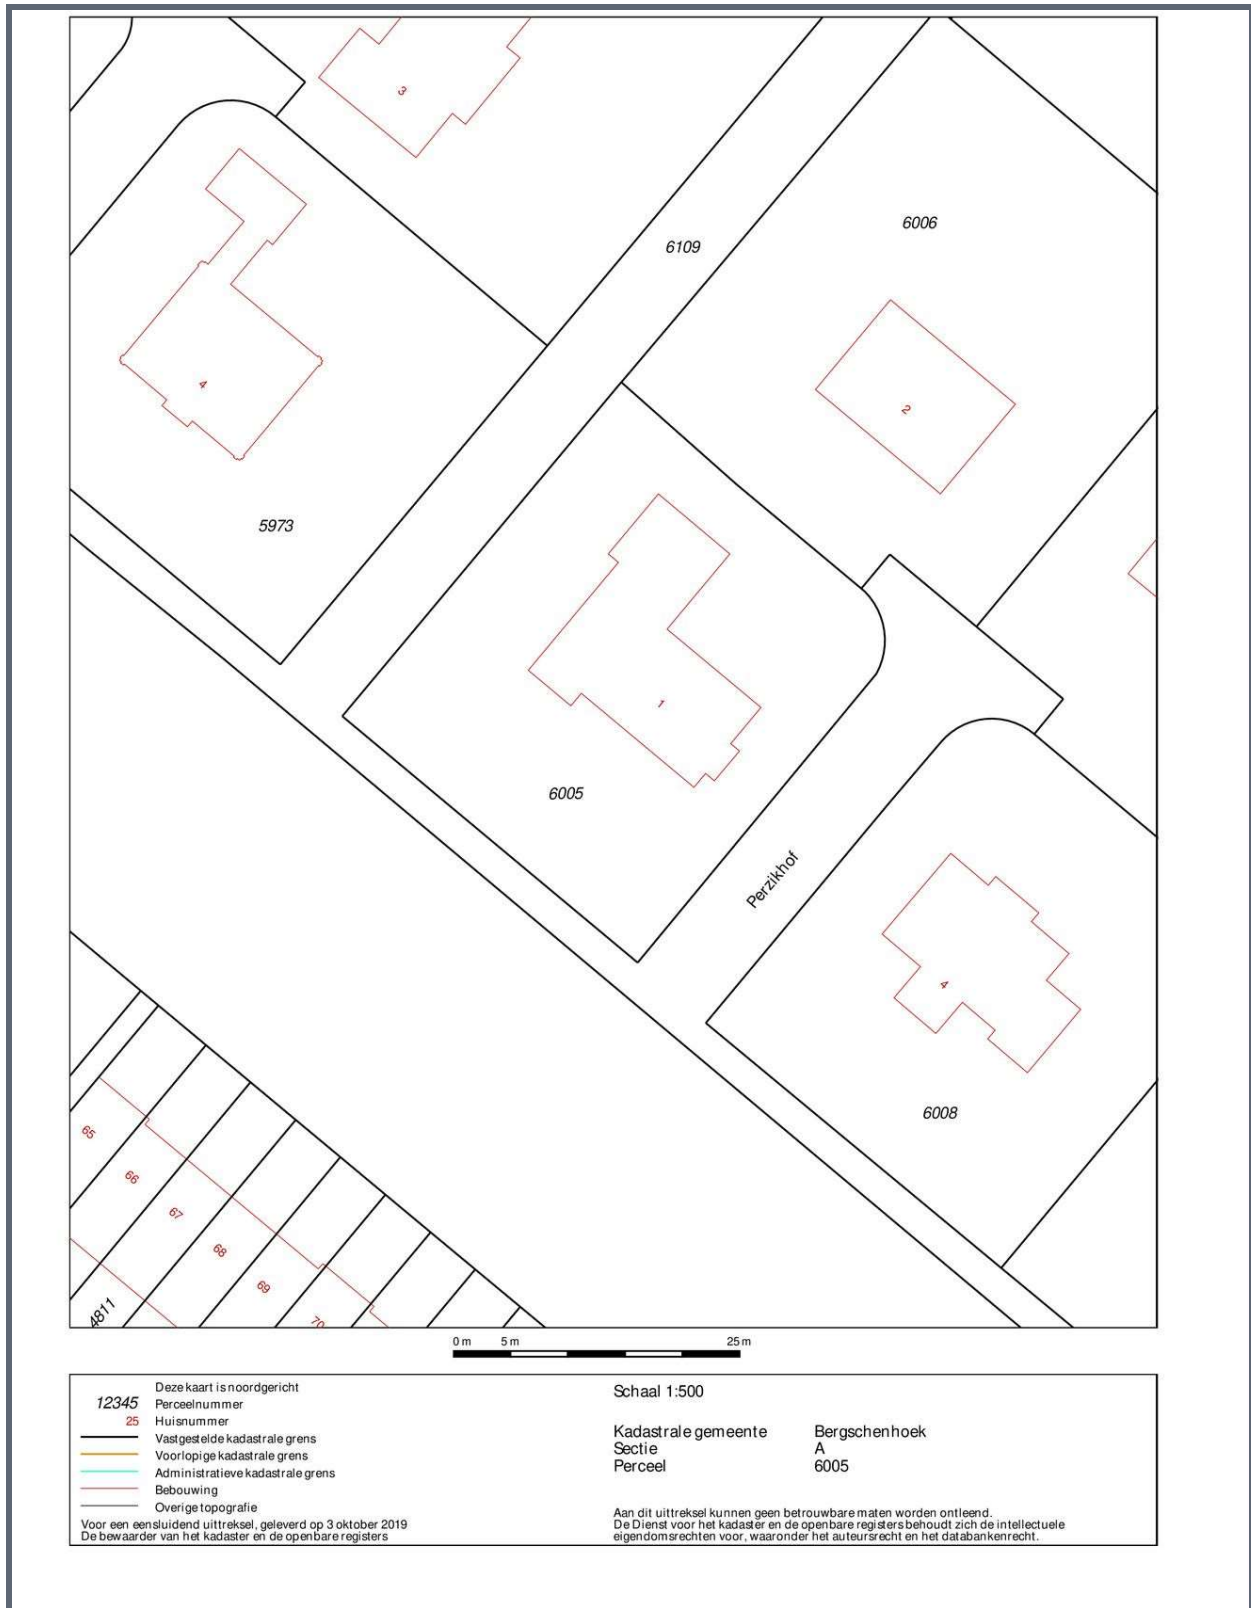 3
6006
6109
2
4
5973
1
6005
Perzikhof
4
6008
65
66
67
68
69
70
4811
0 m 5 m 25 m
Deze kaart is noordgericht
12345 Perceelnummer
25 Huisnummer
Vastgestelde kadastrale grens
Voorlopige kadastrale grens
Administratieve kadastrale grens
Bebouwing
Overige topografie
Voor een eensluidend uittreksel, geleverd op 3 oktober 2019
De bewaarder van het kadaster en de openbare registers
Schaal 1:500
Kadastrale gemeente Bergschenhoek
Sectie A
Perceel 6005
Aan dit uittreksel kunnen geen betrouwbare maten worden ontleend.
De Dienst voor het kadaster en de openbare registers behoudt zich de intellectuele
eigendomsrechten voor, waaronder het auteursrecht en het databankenrecht.